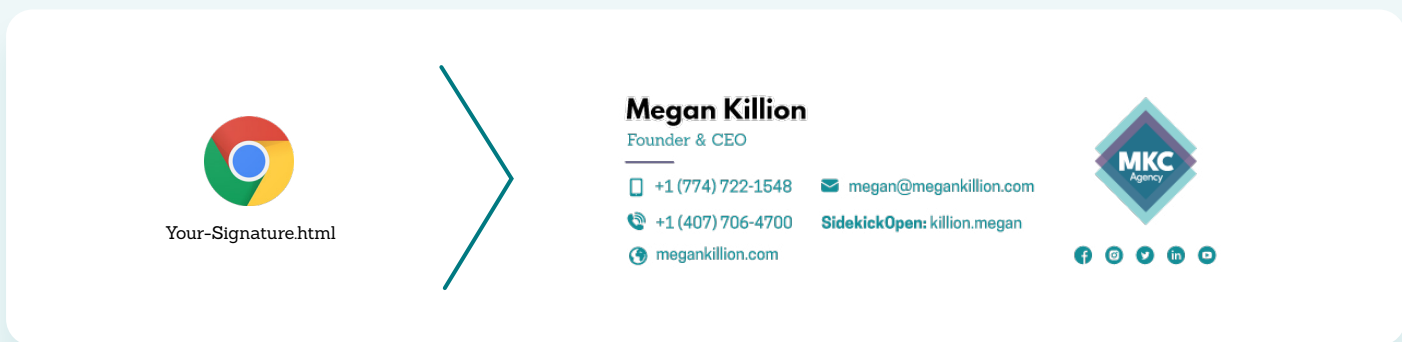 Your-Signature.html
Megan Killion
Founder & CEO
+1 (774) 722-1548
megan@megankillion.com
+1 (407) 706-4700
SidekickOpen: killion.megan
megankillion.com
MKC
Agency